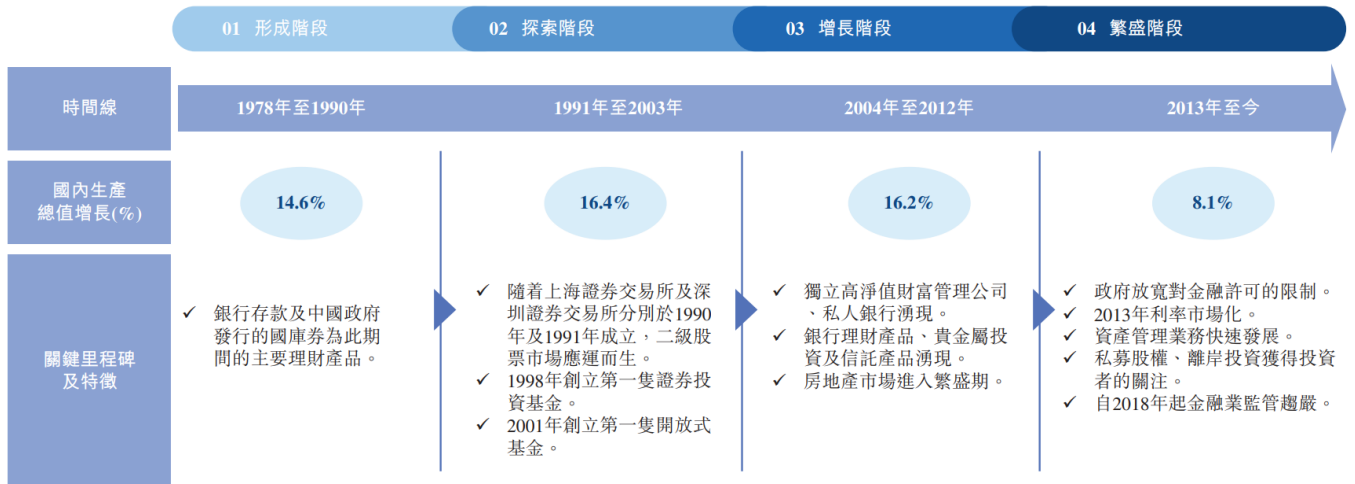 01 形成階段
02 探索階段
03 增長階段
04 繁盛階段
時間線
1978年至1990年
1991年至2003年
2004年至2012年
2013年至今
國內生產
總值增長(%)
14.6%
16.4%
16.2%
8.1%
關鍵里程碑
及特徵
✓ 銀行存款及中國政府
發行的國庫券為此期
間的主要理財產品。
✓ 隨着上海證券交易所及深
圳證券交易所分別於1990
年及1991年成立，二級股
票市場應運而生。
✓ 1998年創立第一隻證券投
資基金。
✓ 2001年創立第一隻開放式
基金。
✓ 獨立高淨值財富管理公司
、私人銀行湧現。
✓ 銀行理財產品、貴金屬投
資及信託產品湧現。
✓ 房地產市場進入繁盛期。
✓ 政府放寬對金融許可的限制。
✓ 2013年利率市場化。
✓ 資產管理業務快速發展。
✓ 私募股權、離岸投資獲得投資
者的關注。
✓ 自2018年起金融業監管趨嚴。